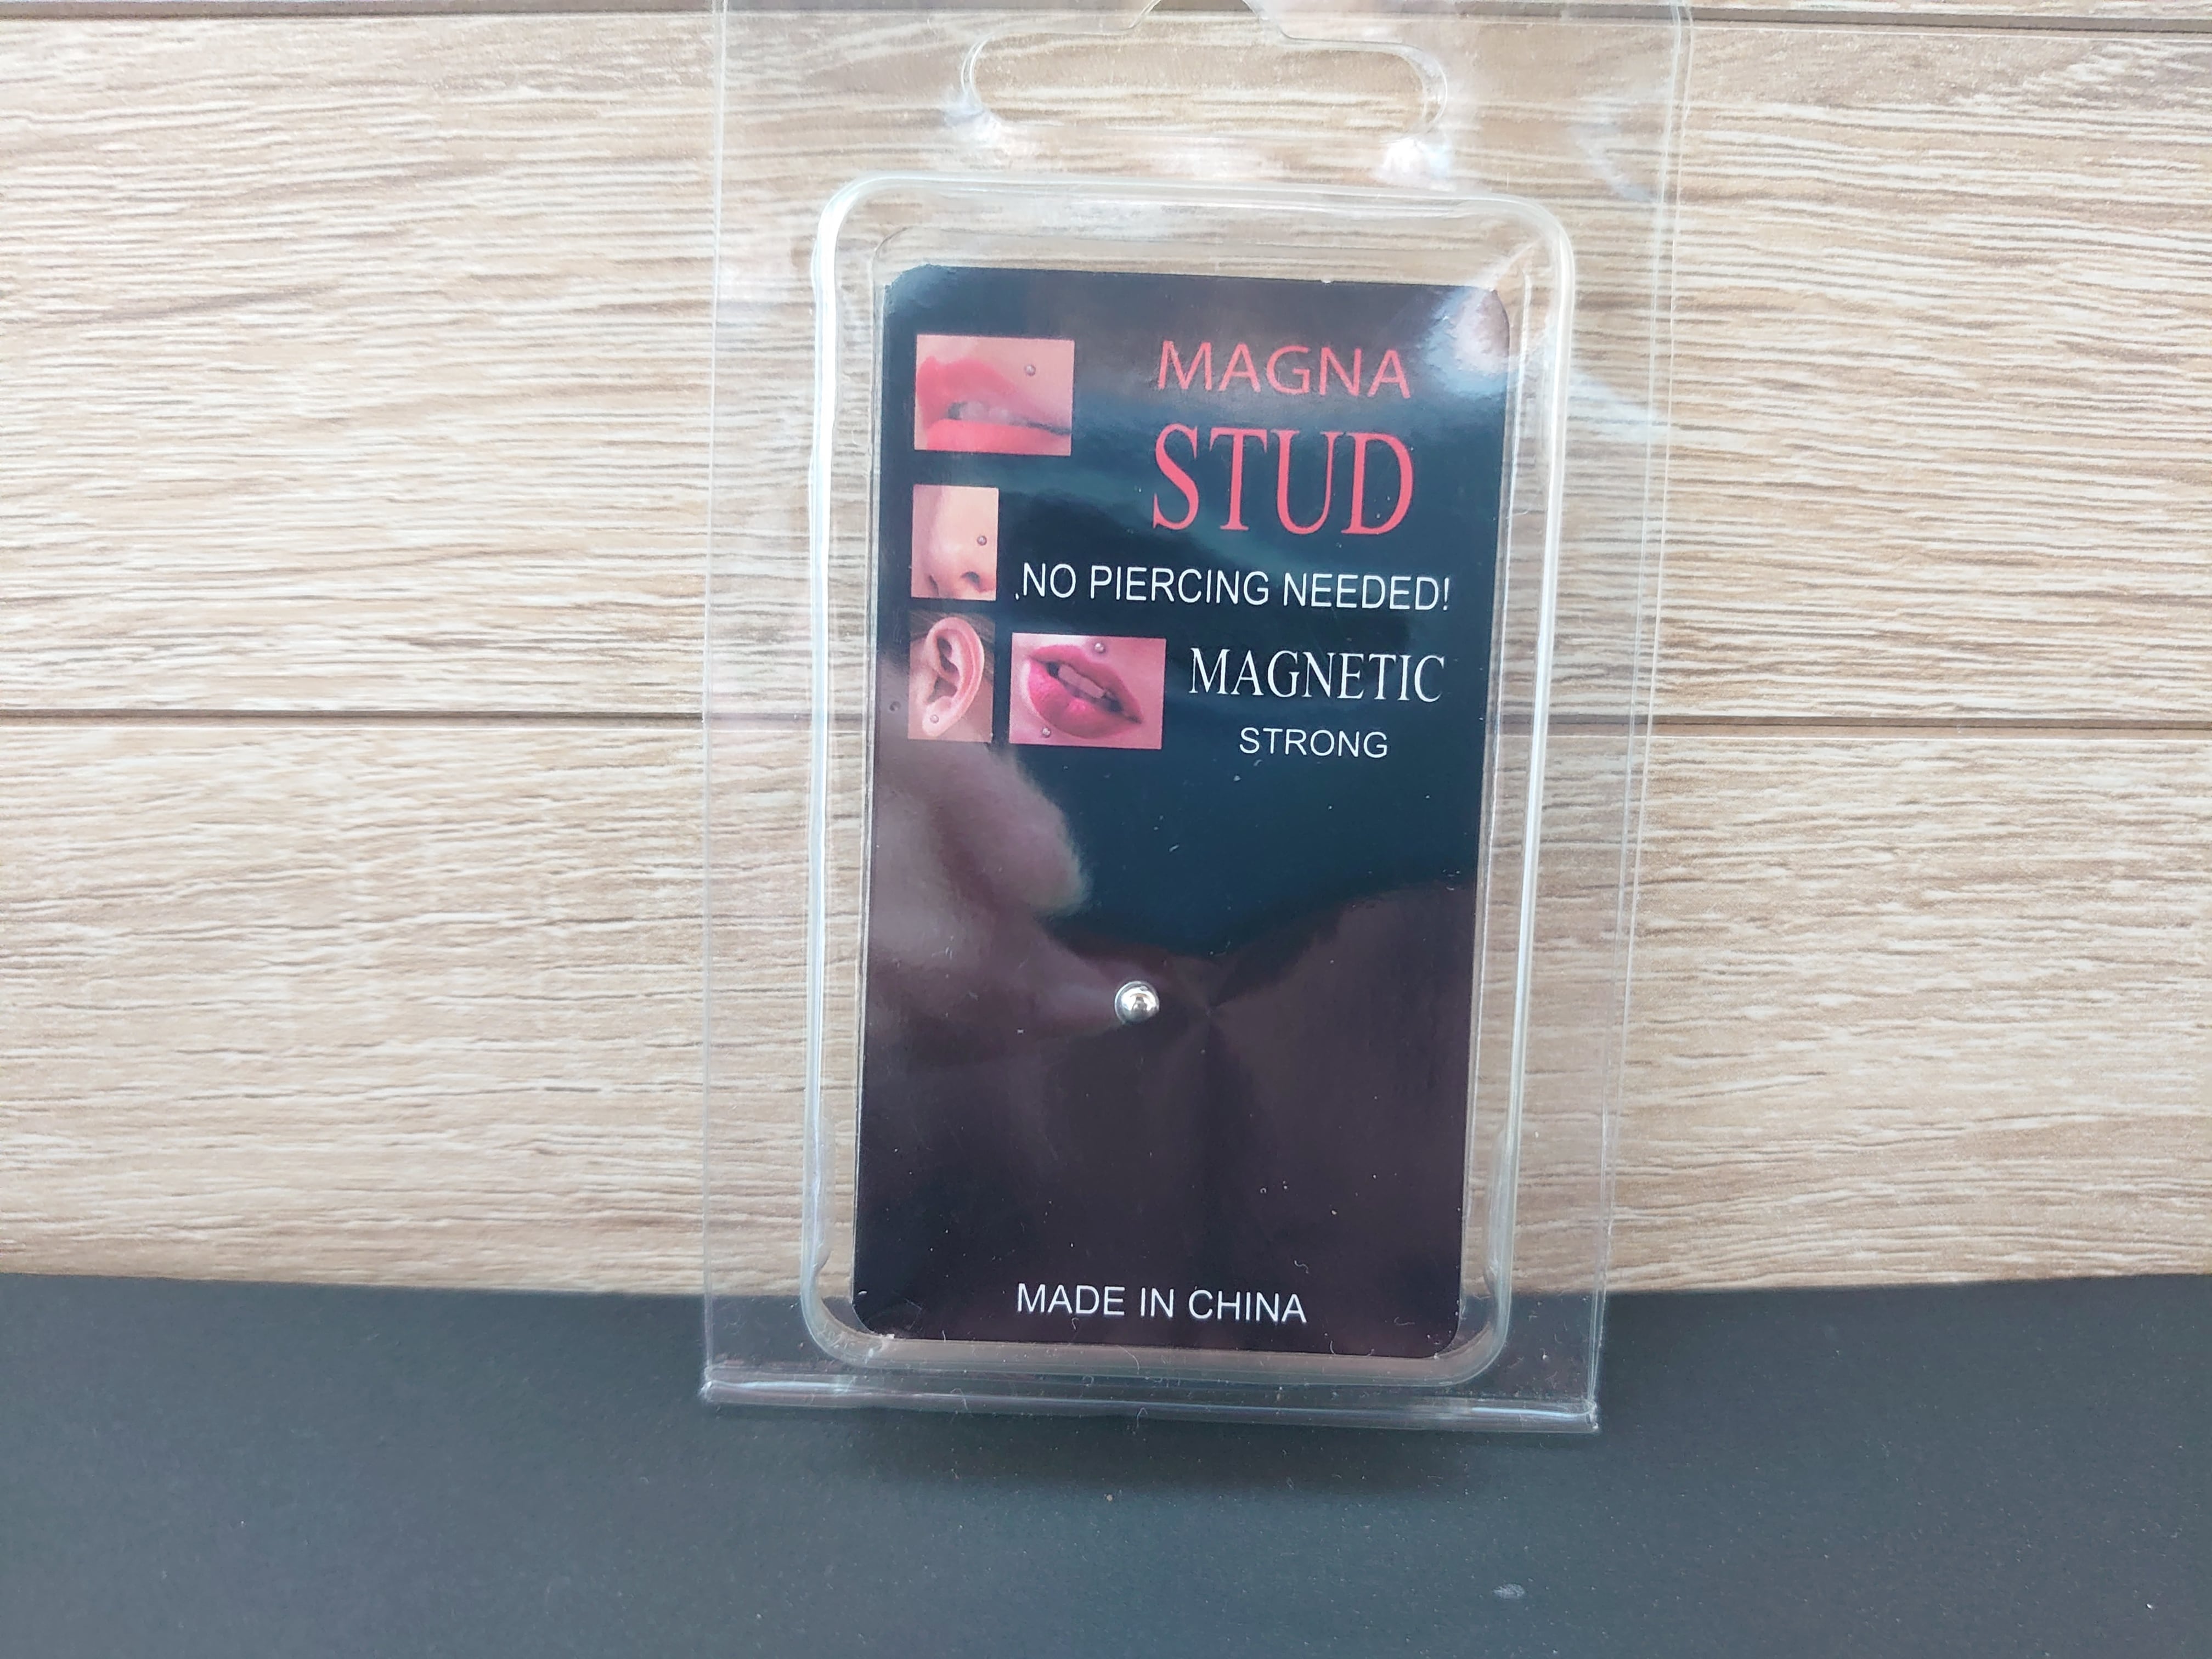 MAGNA
STUD
.NO PIERCING NEEDED!
MAGNETIC
STRONG
MADE IN CHINA